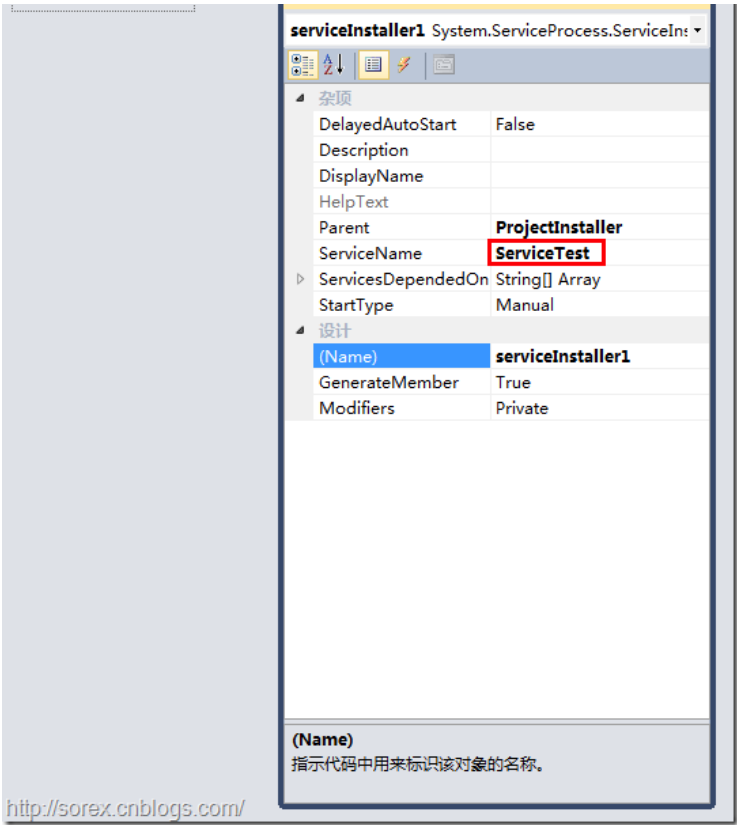 serviceInstaller1 System.ServiceProcess.ServiceIns
杂项
DelayedAutoStart False
Description
DisplayName
HelpText
Parent ProjectInstaller
ServiceName ServiceTest
ServicesDependedOn String[] Array
StartType Manual
设计
(Name) serviceInstaller1
GenerateMember True
Modifiers Private
(Name)
指示代码中用来标识该对象的名称。
http://sorex.cnblogs.com/